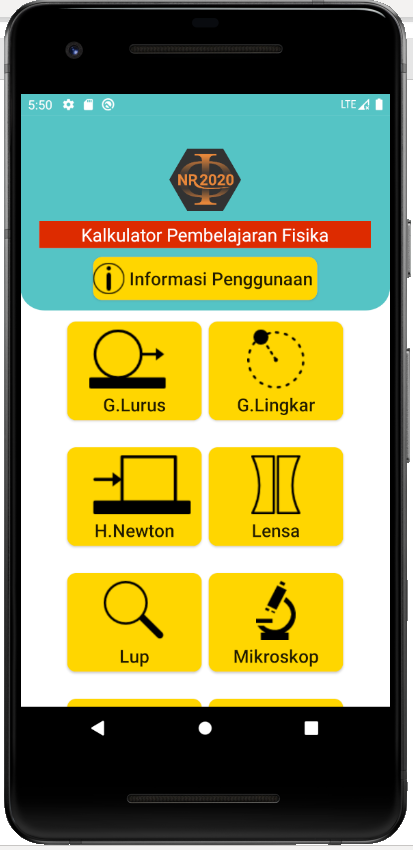 5:50
LTE
NR2020
Kalkulator Pembelajaran Fisika
Informasi Penggunaan
G.Lurus
G.Lingkar
H.Newton
Lensa
Lup
Mikroskop